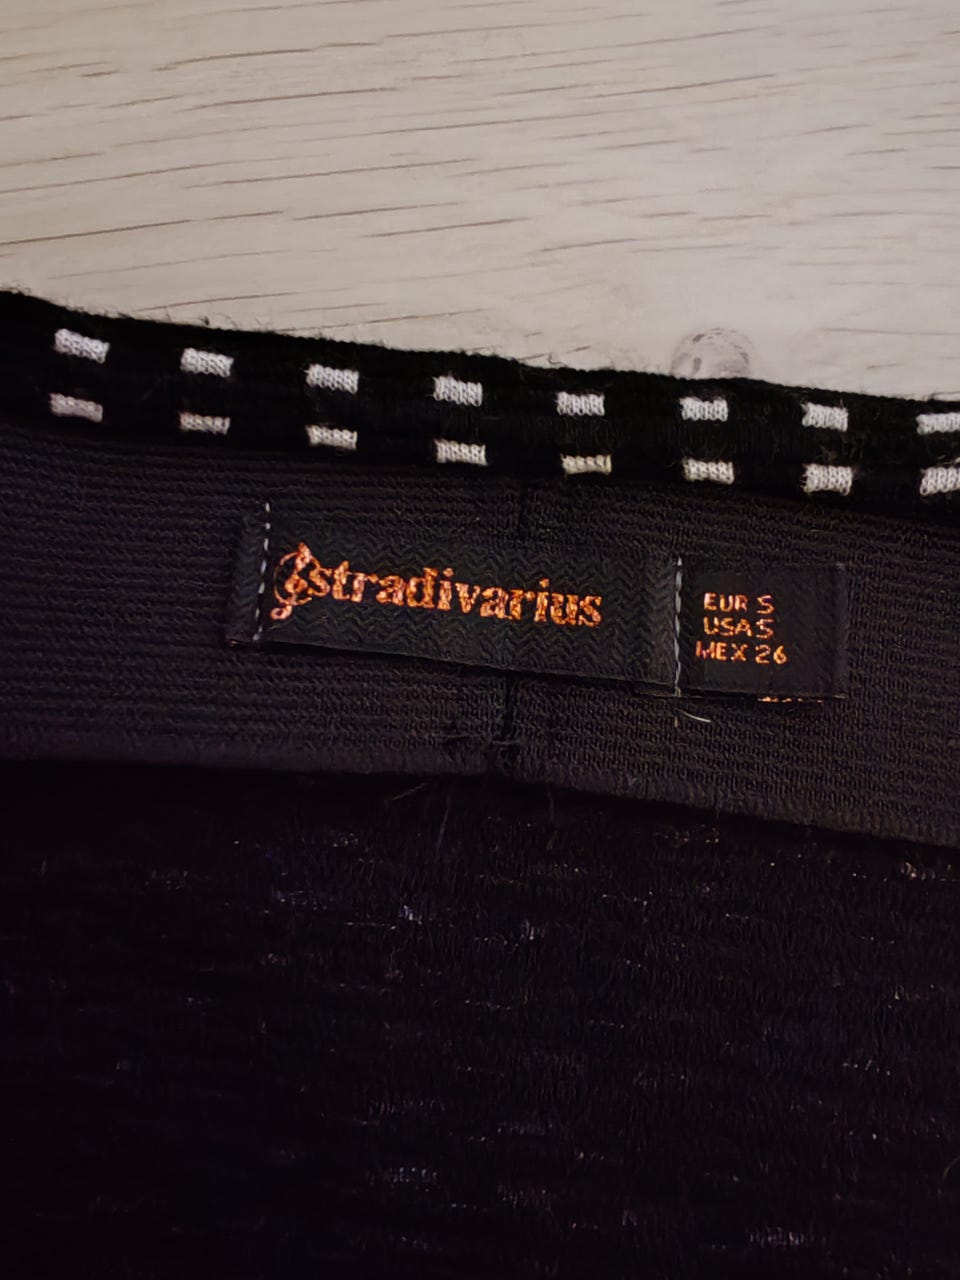 stradivarius
EUR S
USA S
MEX 26